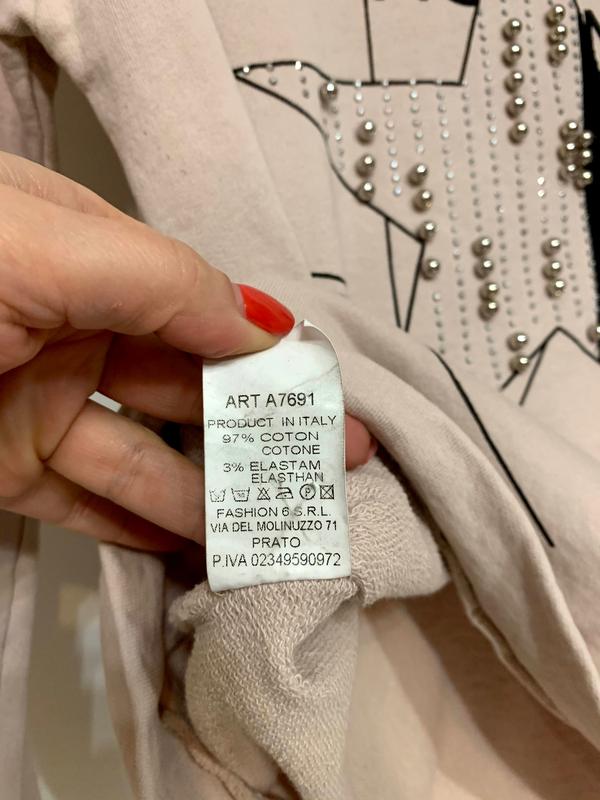 ART A7691
PRODUCT IN ITALY
97% COTON
COTONE
3% ELASTAM
ELASTHAN
FASHION 6 S.R.L.
VIA DEL MOLINUZZO 71
PRATO
P.IVA 02349590972